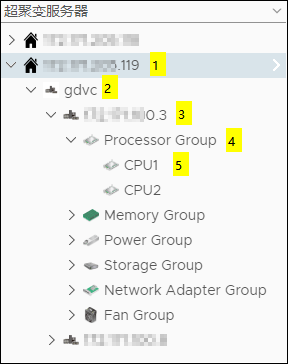 超聚变服务器
.119 1
gdvc 2
0.3 3
Processor Group 4
CPU1 5
CPU2
Memory Group
Power Group
Storage Group
Network Adapter Group
Fan Group